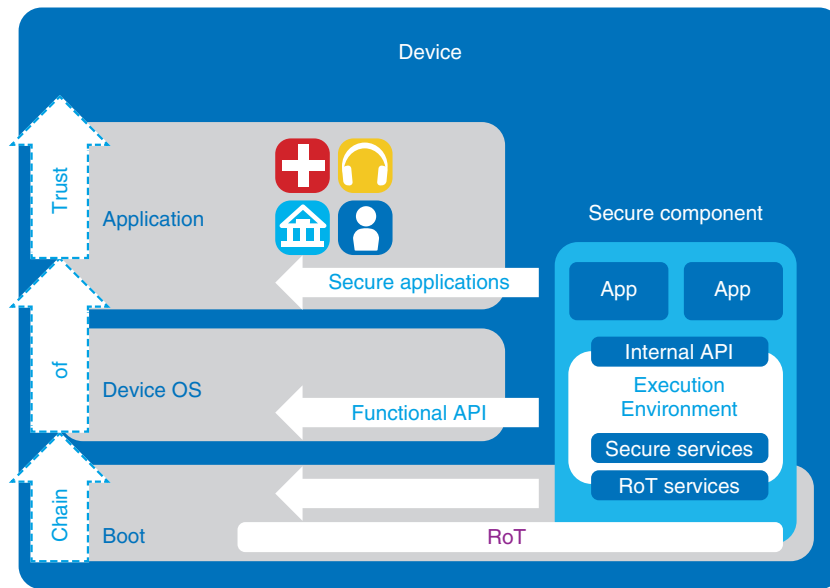 Device
Trust
Application
Secure component
Secure applications
App
App
of
Device OS
Functional API
Internal API
Execution
Environment
Secure services
RoT services
Chain
Boot
RoT